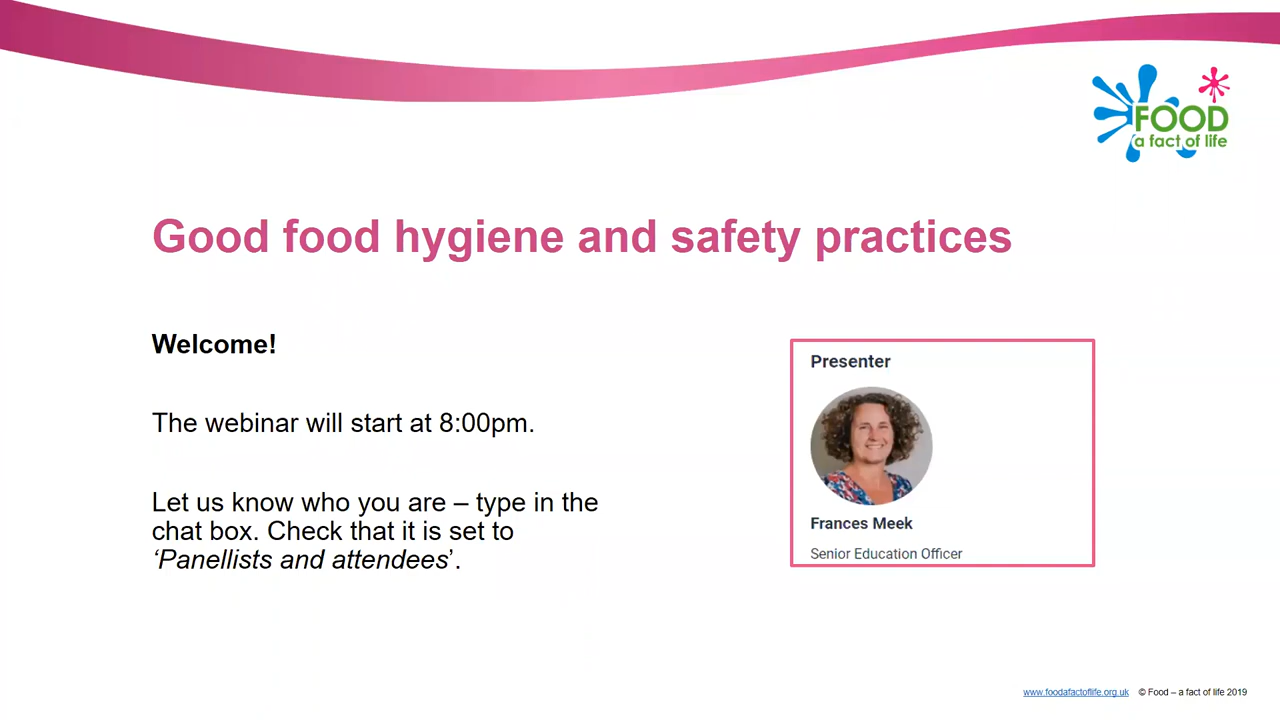 FOOD
a fact of life
Good food hygiene and safety practices
Welcome!
The webinar will start at 8:00pm.
Let us know who you are – type in the
chat box. Check that it is set to
‘Panellists and attendees’.
Presenter
Frances Meek
Senior Education Officer
www.foodafactoflife.org.uk © Food – a fact of life 2019